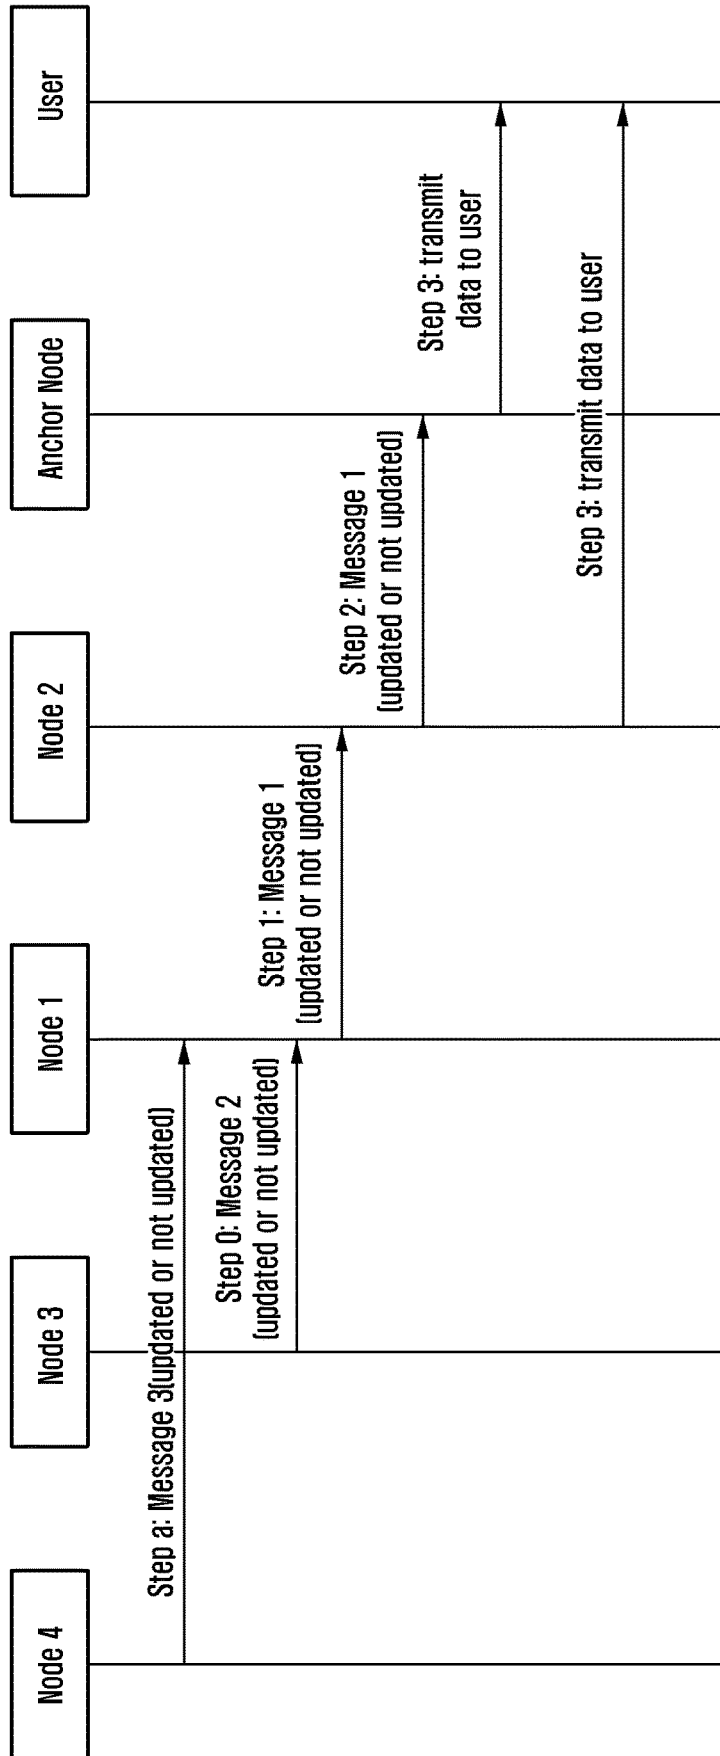 Node 4
Node 3
Node 1
Node 2
Anchor Node
User
Step a: Message 3(updated or not updated)
Step 0: Message 2
(updated or not updated)
Step 1: Message 1
(updated or not updated)
Step 2: Message 1
(updated or not updated)
Step 3: transmit
data to user
Step 3: transmit data to user